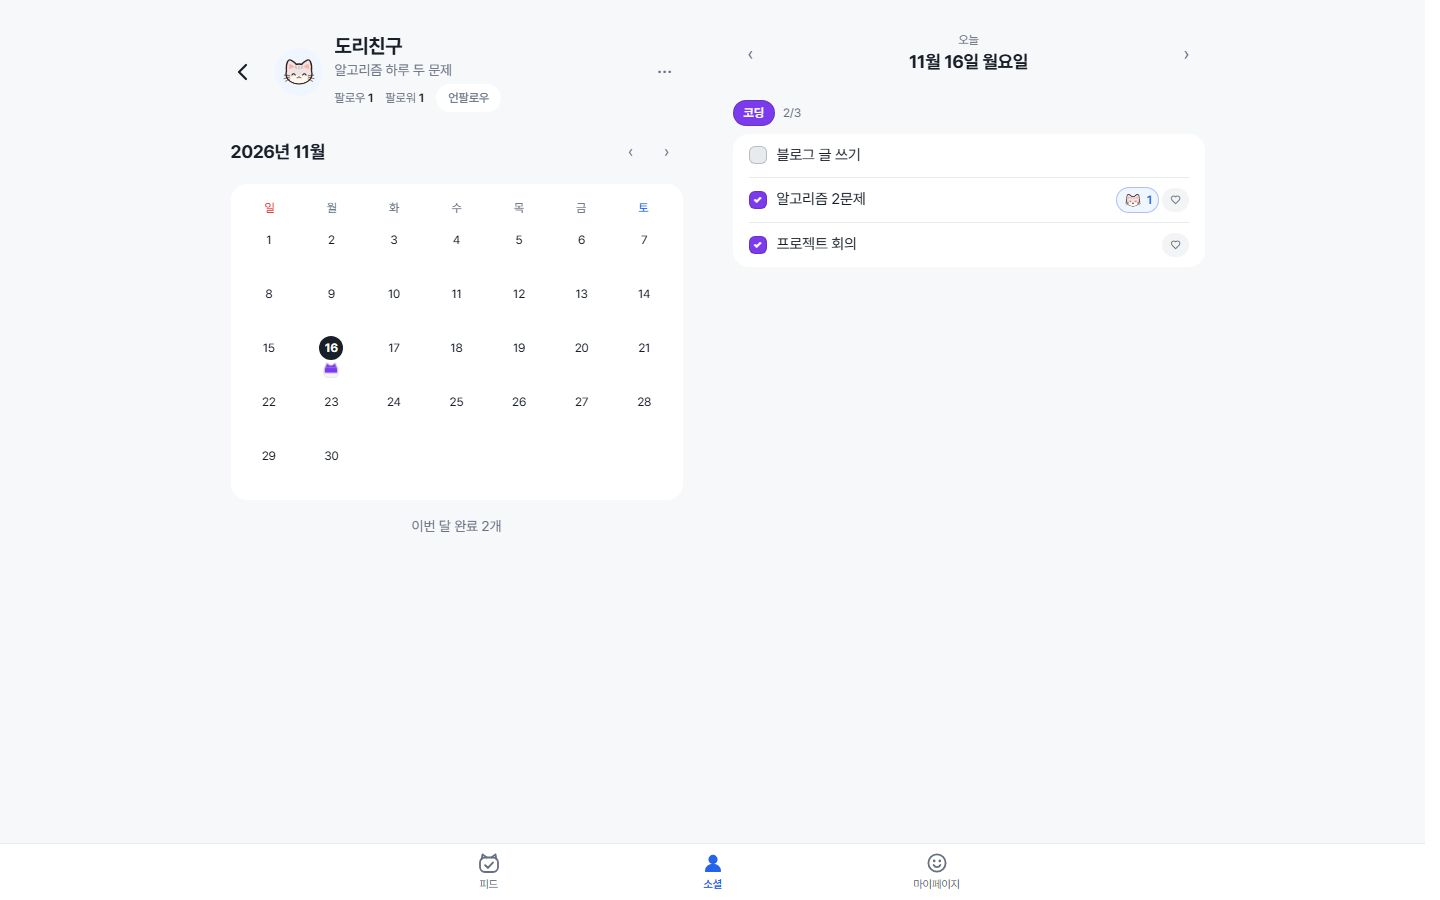 도리친구
알고리즘 하루 두 문제
팔로우 1 팔로워 1 언팔로우
2026년 11월
일 월 화 수 목 금 토
1 2 3 4 5 6 7
8 9 10 11 12 13 14
15 16 17 18 19 20 21
22 23 24 25 26 27 28
29 30
이번 달 완료 2개
오늘
11월 16일 월요일
코딩 2/3
블로그 글 쓰기
알고리즘 2문제 1
프로젝트 회의
피드 소셜 마이페이지